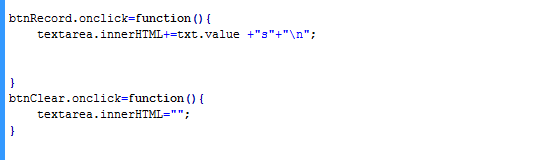 btnRecord.onclick=function(){
    textarea.innerHTML+=txt.value +"s"+"\n";
}
btnClear.onclick=function(){
    textarea.innerHTML="";
}